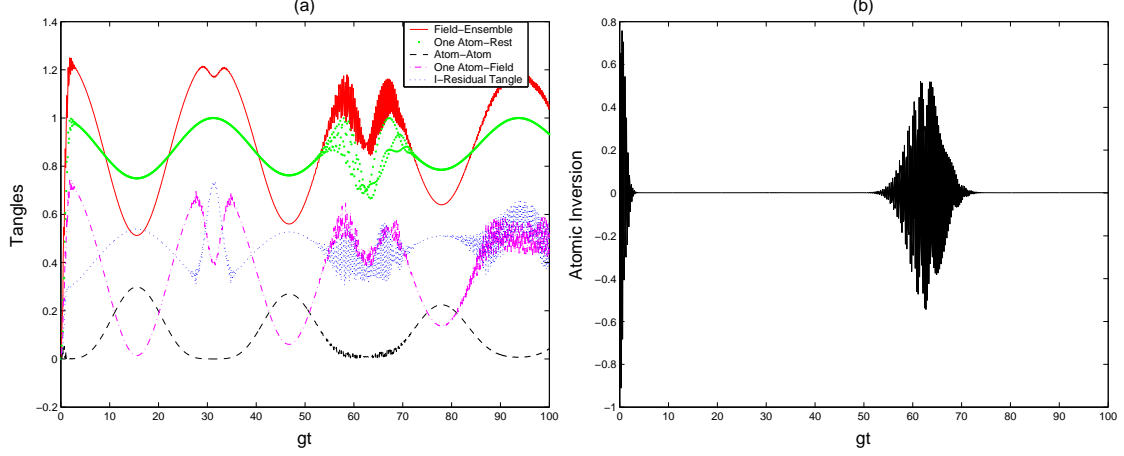 (a)
1.4
1.2
1
0.8
0.6
0.4
0.2
0
−0.2
Tangles
Field−Ensemble
One Atom−Rest
Atom−Atom
One Atom−Field
I−Residual Tangle
0 10 20 30 40 50 60 70 80 90 100
gt
(b)
0.8
0.6
0.4
0.2
0
−0.2
−0.4
−0.6
−0.8
−1
Atomic Inversion
0 10 20 30 40 50 60 70 80 90 100
gt